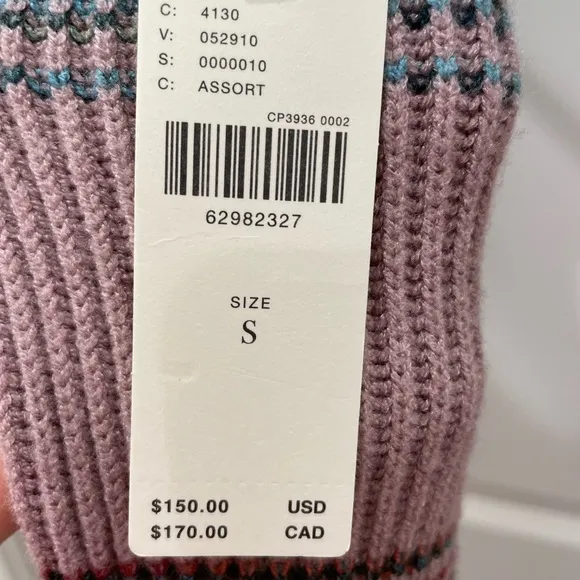 C: 4130
V: 052910
S: 0000010
C: ASSORT
CP3936 0002
62982327
SIZE
S
$150.00 USD
$170.00 CAD